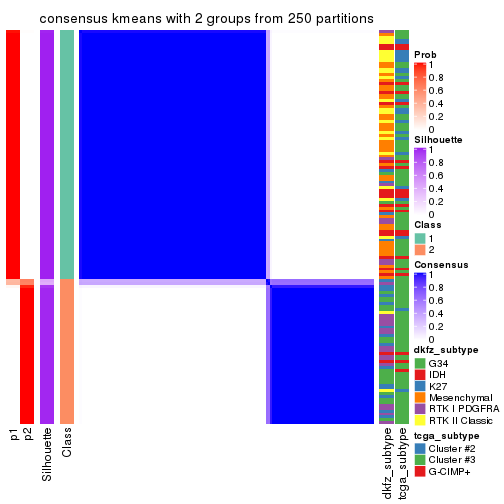 consensus kmeans with 2 groups from 250 partitions
Prob
1
0.8
0.6
0.4
0.2
0
Silhouette
1
0.8
0.6
0.4
0.2
0
Class
1
2
Consensus
1
0.8
0.6
0.4
0.2
0
dkfz_subtype
G34
IDH
K27
Mesenchymal
RTK I PDGFRA
RTK II Classic
tcga_subtype
Cluster #2
Cluster #3
G-CIMP+
p1
p2
Silhouette
Class
dkfz_subtype
tcga_subtype